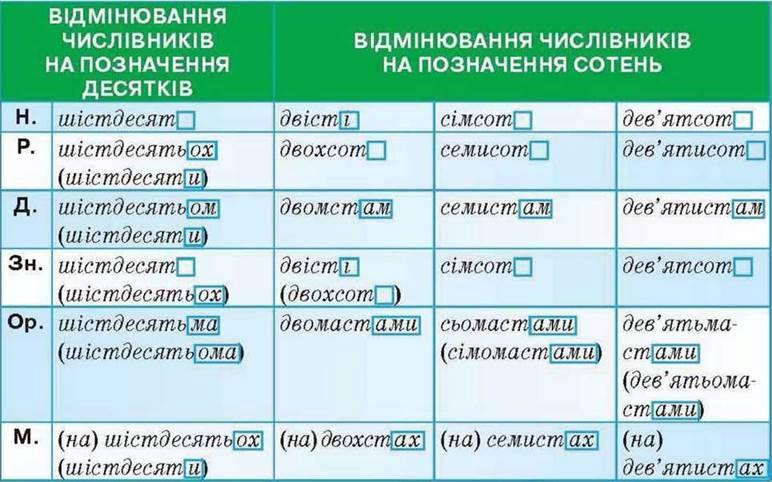 ВІДМІНЮВАННЯ
ЧИСЛІВНИКІВ
НА ПОЗНАЧЕННЯ
ДЕСЯТКІВ
ВІДМІНЮВАННЯ ЧИСЛІВНИКІВ
НА ПОЗНАЧЕННЯ СОТЕНЬ
Н. шістдесят двісті сімсот дев’ятсот
Р. шістдесятьох двохсот семисот дев’ятисот
(шістдесяти)
Д. шістдесятьом двомстам семистам дев’ятистам
(шістдесяти)
Зн. шістдесят двісті сімсот дев’ятсот
(шістдесятьох) (двохсот)
Ор. шістдесятьма двомастами сьомастами дев’ятьма-
(шістдесятьома) (сімомастами) стами
(дев’ятьома-
стами)
М. (на) шістдесятьох (на) двохстах (на) семистах (на)
(шістдесяти) дев’ятистах